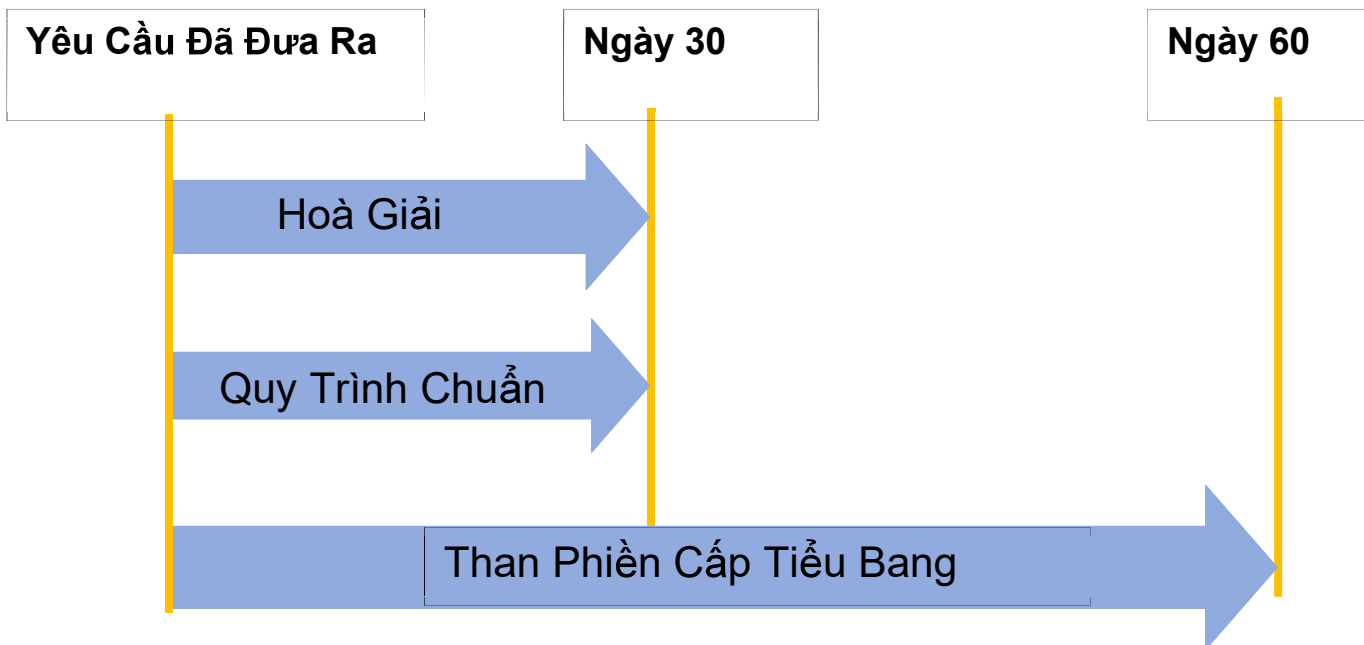 Yêu Cầu Đã Đưa Ra
Ngày 30
Ngày 60
Hoà Giải
Quy Trình Chuẩn
Than Phiền Cấp Tiểu Bang